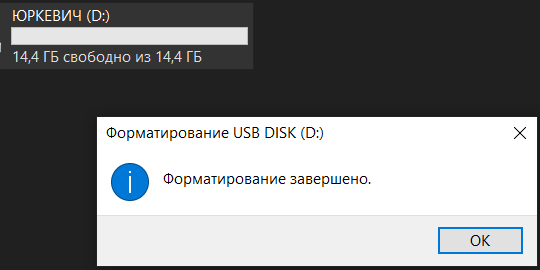 ЮРКЕВИЧ (D:)
14,4 ГБ свободно из 14,4 ГБ
Форматирование USB DISK (D:)
Форматирование завершено.
OK